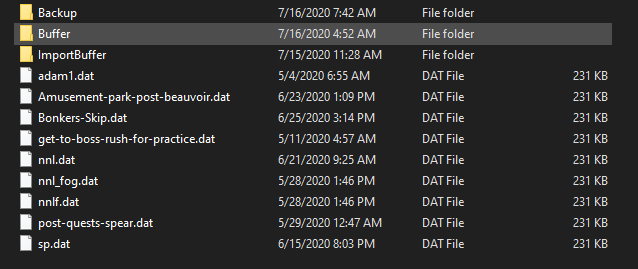 Backup 7/16/2020 7:42 AM File folder
Buffer 7/16/2020 4:52 AM File folder
ImportBuffer 7/15/2020 11:28 AM File folder
adam1.dat 5/4/2020 6:55 AM DAT File 231 KB
Amusement-park-post-beauvoir.dat 6/23/2020 1:09 PM DAT File 231 KB
Bonkers-Skip.dat 6/25/2020 3:14 PM DAT File 231 KB
get-to-boss-rush-for-practice.dat 5/11/2020 4:57 AM DAT File 231 KB
nnl.dat 6/21/2020 9:25 AM DAT File 231 KB
nnl_fog.dat 5/28/2020 1:46 PM DAT File 231 KB
nnlf.dat 5/28/2020 1:46 PM DAT File 231 KB
post-quests-spear.dat 5/29/2020 12:47 AM DAT File 231 KB
sp.dat 6/15/2020 8:03 PM DAT File 231 KB